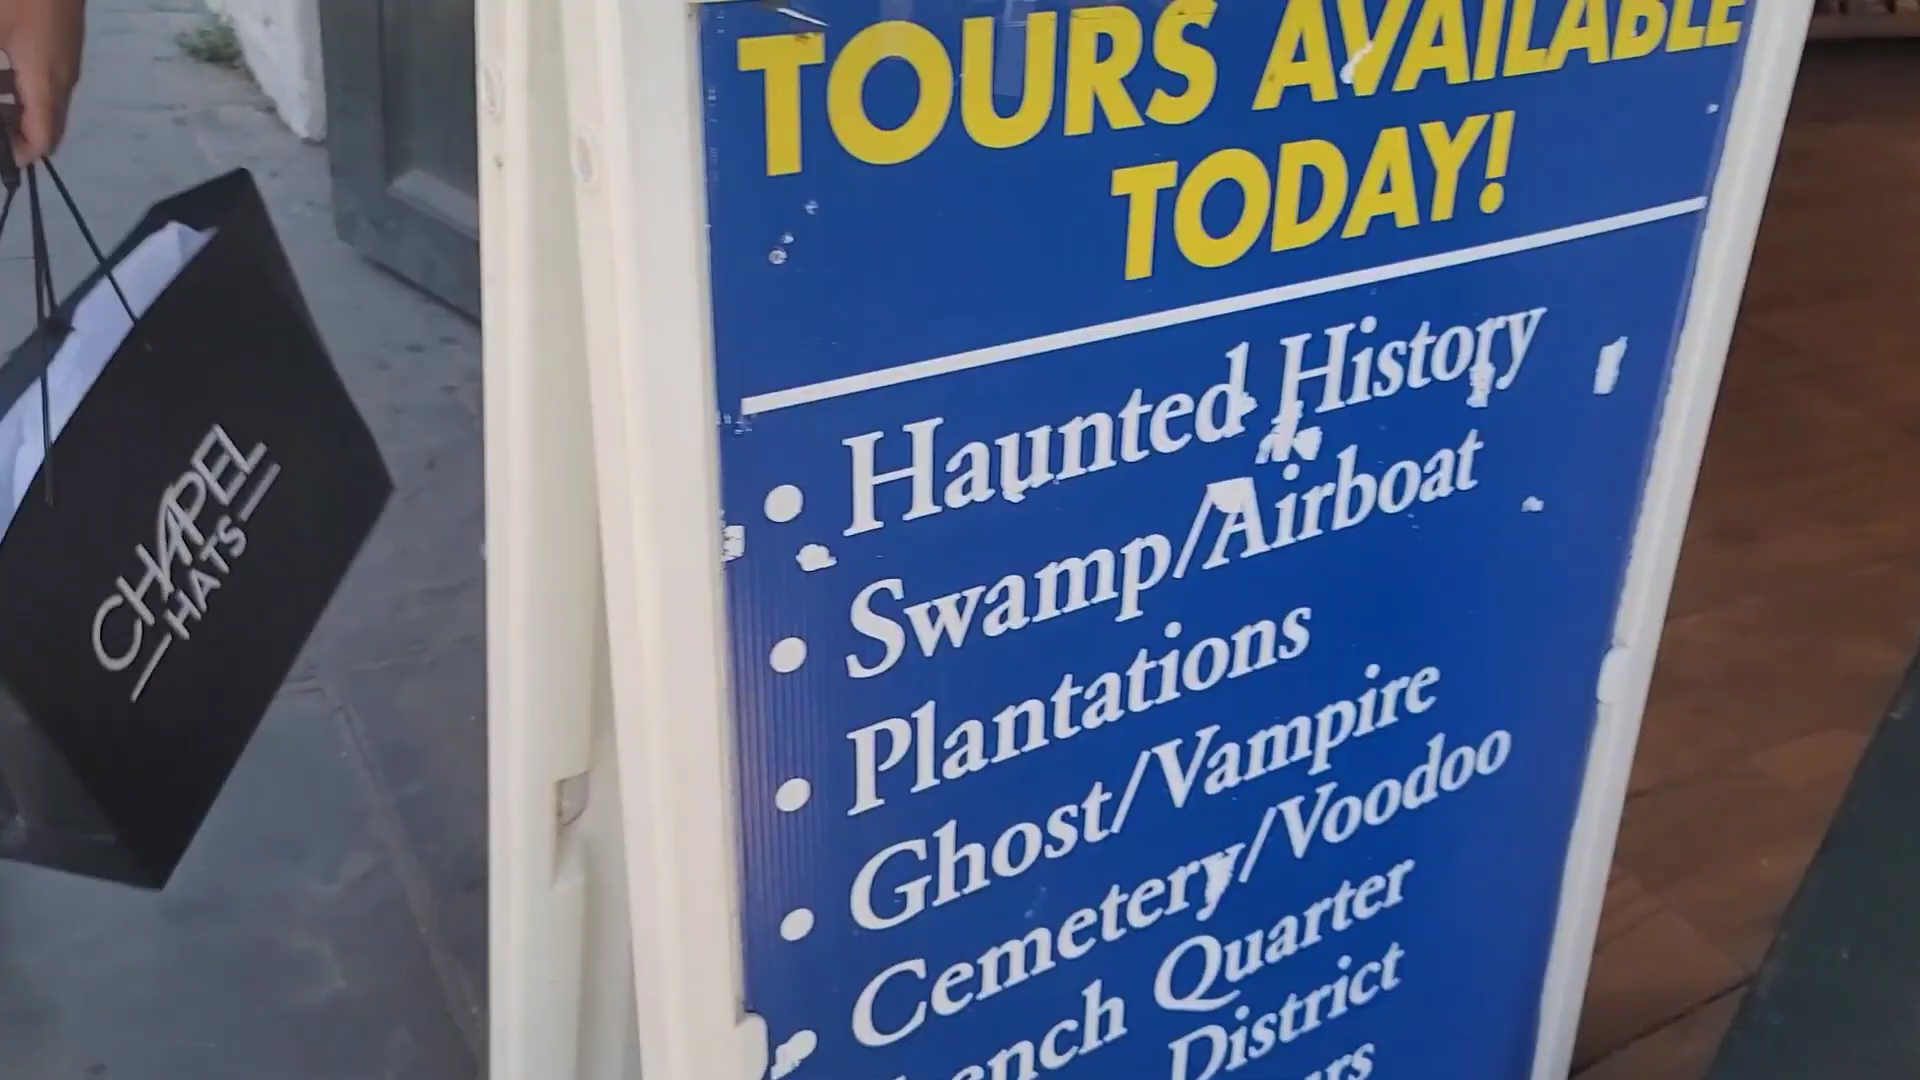 TOURS AVAILABLE
TODAY!
• Haunted History
• Swamp/Airboat
• Plantations
• Ghost/Vampire
• Cemetery/Voodoo
Quarter
District
CHAPEL
HATS